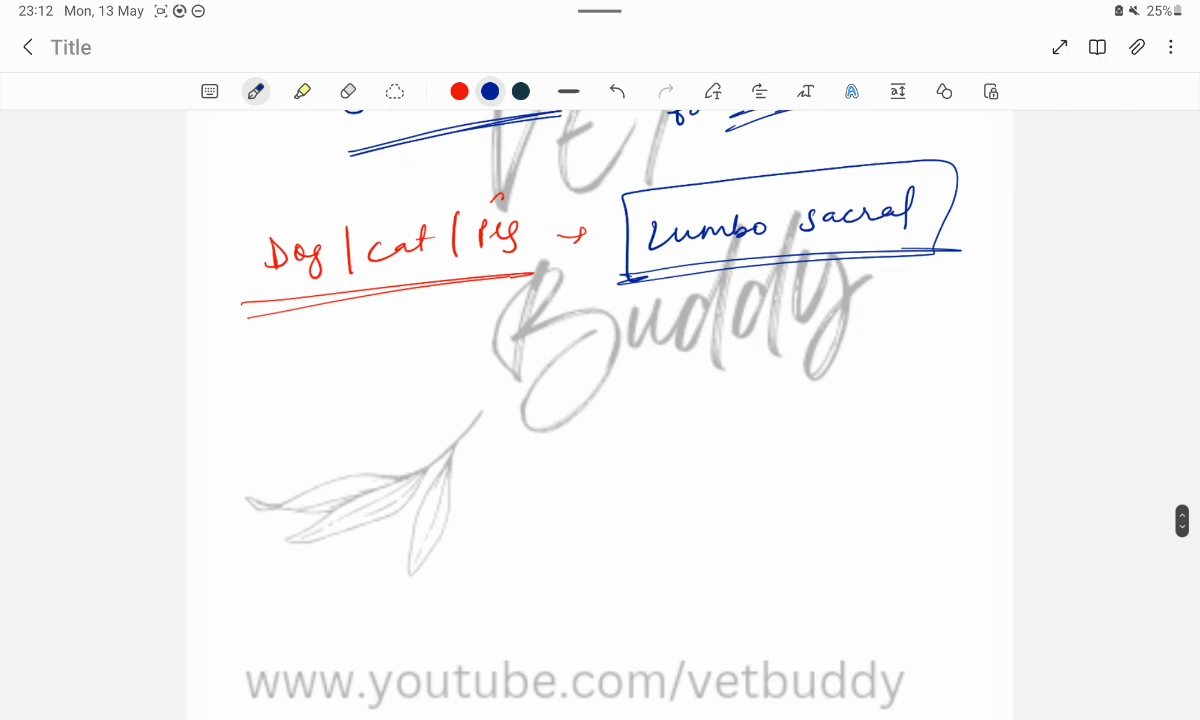 23:12 Mon, 13 May 25%
Title
VET
Dog | Cat | Pig → Lumbo sacral
Buddy
www.youtube.com/vetbuddy